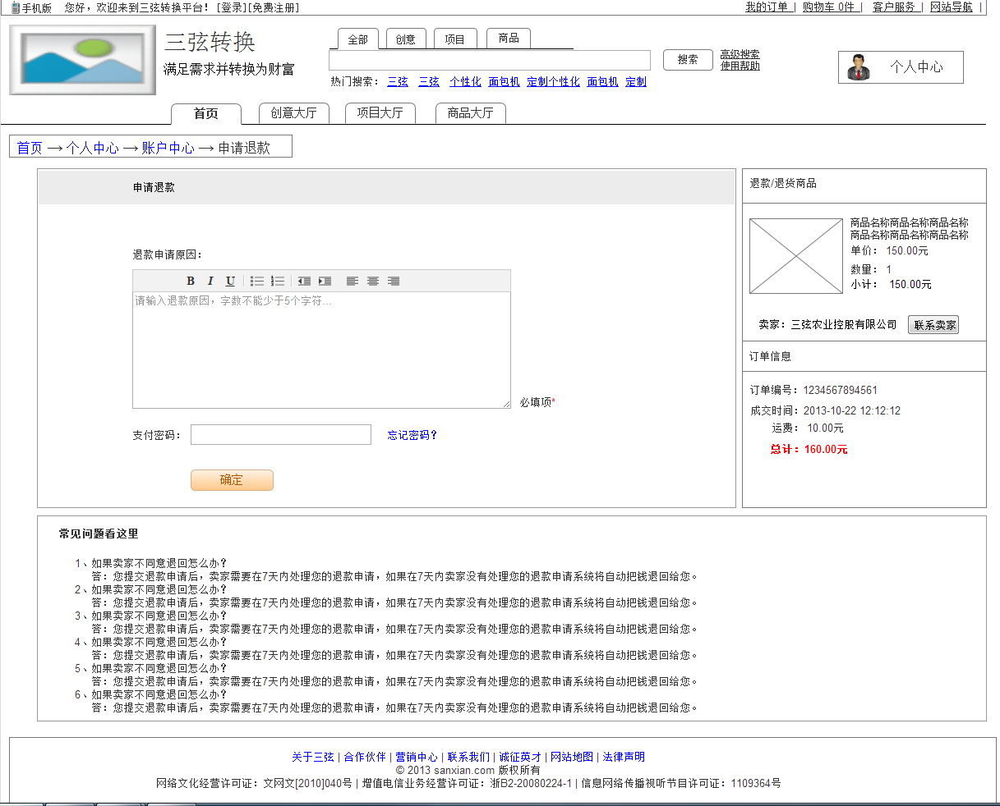 手机版 您好，欢迎来到三弦转换平台！ [登录][免费注册] 我的订单 | 购物车 0件 | 客户服务 | 网站导航 |
三弦转换
满足需求并转换为财富
全部 创意 项目 商品
搜索 高级搜索
使用帮助
个人中心
热门搜索： 三弦 三弦 个性化 面包机 定制个性化 面包机 定制
首页 创意大厅 项目大厅 商品大厅
首页 → 个人中心 → 账户中心 → 申请退款
申请退款
退款申请原因：
B I U
请输入退款原因，字数不能少于5个字符...
必填项*
支付密码： 忘记密码？
确定
退款/退货商品
商品名称商品名称商品名称
商品名称商品名称商品名称
单价： 150.00元
数量： 1
小计： 150.00元
卖家：三弦农业控股有限公司 联系卖家
订单信息
订单编号：1234567894561
成交时间：2013-10-22 12:12:12
运费： 10.00元
总计：160.00元
常见问题看这里
1、如果卖家不同意退回怎么办？
答：您提交退款申请后，卖家需要在7天内处理您的退款申请，如果在7天内卖家没有处理您的退款申请系统将自动把钱退回给您。
2、如果卖家不同意退回怎么办？
答：您提交退款申请后，卖家需要在7天内处理您的退款申请，如果在7天内卖家没有处理您的退款申请系统将自动把钱退回给您。
3、如果卖家不同意退回怎么办？
答：您提交退款申请后，卖家需要在7天内处理您的退款申请，如果在7天内卖家没有处理您的退款申请系统将自动把钱退回给您。
4、如果卖家不同意退回怎么办？
答：您提交退款申请后，卖家需要在7天内处理您的退款申请，如果在7天内卖家没有处理您的退款申请系统将自动把钱退回给您。
5、如果卖家不同意退回怎么办？
答：您提交退款申请后，卖家需要在7天内处理您的退款申请，如果在7天内卖家没有处理您的退款申请系统将自动把钱退回给您。
6、如果卖家不同意退回怎么办？
答：您提交退款申请后，卖家需要在7天内处理您的退款申请，如果在7天内卖家没有处理您的退款申请系统将自动把钱退回给您。
关于三弦 | 合作伙伴 | 营销中心 | 联系我们 | 诚征英才 | 网站地图 | 法律声明
© 2013 sanxian.com 版权所有
网络文化经营许可证：文网文[2010]040号 | 增值电信业务经营许可证：浙B2-20080224-1 | 信息网络传播视听节目许可证：1109364号